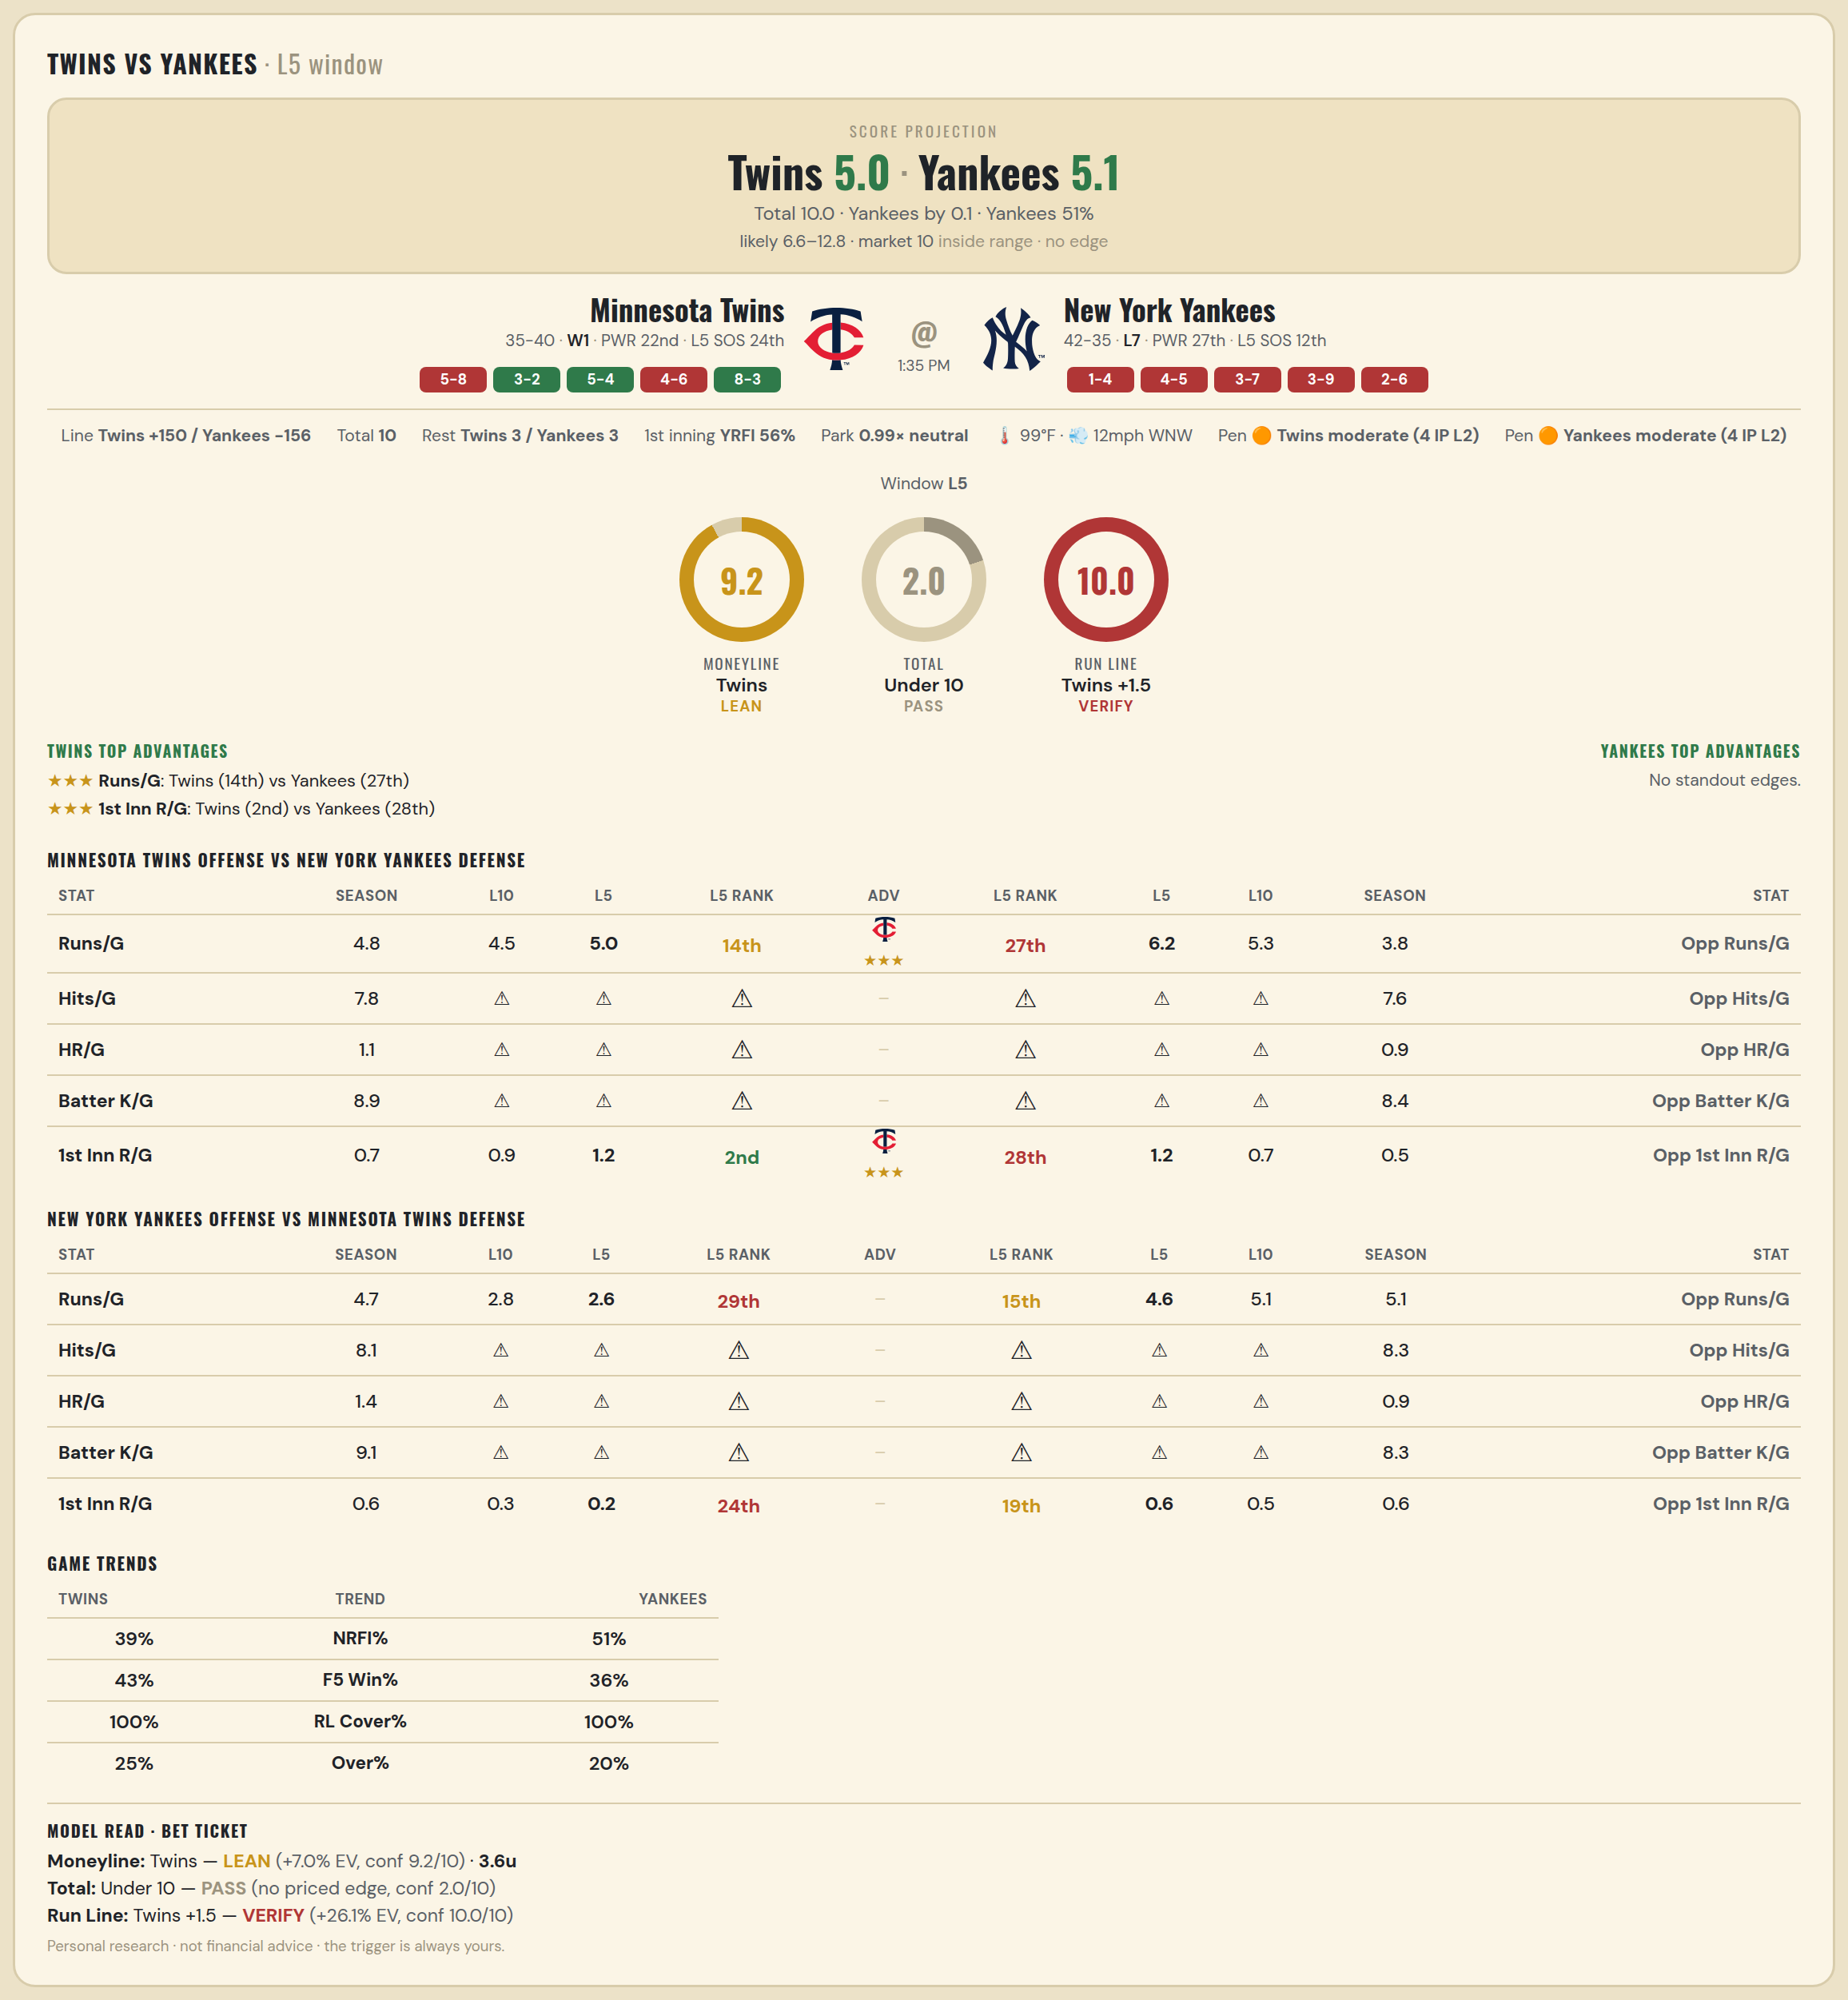 TWINS VS YANKEES · L5 window
SCORE PROJECTION
Twins 5.0 · Yankees 5.1
Total 10.0 · Yankees by 0.1 · Yankees 51%
likely 6.6–12.8 · market 10 inside range · no edge
Minnesota Twins
35-40 · W1 · PWR 22nd · L5 SOS 24th
5-8 3-2 5-4 4-6 8-3
@
1:35 PM
New York Yankees
42-35 · L7 · PWR 27th · L5 SOS 12th
1-4 4-5 3-7 3-9 2-6
Line Twins +150 / Yankees -156 Total 10 Rest Twins 3 / Yankees 3 1st inning YRFI 56% Park 0.99× neutral 🌡️ 99°F · 💨 12mph WNW Pen 🟠 Twins moderate (4 IP L2) Pen 🟠 Yankees moderate (4 IP L2)
Window L5
9.2 2.0 10.0
MONEYLINE TOTAL RUN LINE
Twins Under 10 Twins +1.5
LEAN PASS VERIFY
TWINS TOP ADVANTAGES
★★★ Runs/G: Twins (14th) vs Yankees (27th)
★★★ 1st Inn R/G: Twins (2nd) vs Yankees (28th)
YANKEES TOP ADVANTAGES
No standout edges.
MINNESOTA TWINS OFFENSE VS NEW YORK YANKEES DEFENSE
STAT SEASON L10 L5 L5 RANK ADV L5 RANK L5 L10 SEASON STAT
Runs/G 4.8 4.5 5.0 14th ★★★ 27th 6.2 5.3 3.8 Opp Runs/G
Hits/G 7.8 ⚠ ⚠ ⚠ – ⚠ ⚠ ⚠ 7.6 Opp Hits/G
HR/G 1.1 ⚠ ⚠ ⚠ – ⚠ ⚠ ⚠ 0.9 Opp HR/G
Batter K/G 8.9 ⚠ ⚠ ⚠ – ⚠ ⚠ ⚠ 8.4 Opp Batter K/G
1st Inn R/G 0.7 0.9 1.2 2nd ★★★ 28th 1.2 0.7 0.5 Opp 1st Inn R/G
NEW YORK YANKEES OFFENSE VS MINNESOTA TWINS DEFENSE
STAT SEASON L10 L5 L5 RANK ADV L5 RANK L5 L10 SEASON STAT
Runs/G 4.7 2.8 2.6 29th – 15th 4.6 5.1 5.1 Opp Runs/G
Hits/G 8.1 ⚠ ⚠ ⚠ – ⚠ ⚠ ⚠ 8.3 Opp Hits/G
HR/G 1.4 ⚠ ⚠ ⚠ – ⚠ ⚠ ⚠ 0.9 Opp HR/G
Batter K/G 9.1 ⚠ ⚠ ⚠ – ⚠ ⚠ ⚠ 8.3 Opp Batter K/G
1st Inn R/G 0.6 0.3 0.2 24th – 19th 0.6 0.5 0.6 Opp 1st Inn R/G
GAME TRENDS
TWINS TREND YANKEES
39% NRFI% 51%
43% F5 Win% 36%
100% RL Cover% 100%
25% Over% 20%
MODEL READ · BET TICKET
Moneyline: Twins — LEAN (+7.0% EV, conf 9.2/10) · 3.6u
Total: Under 10 — PASS (no priced edge, conf 2.0/10)
Run Line: Twins +1.5 — VERIFY (+26.1% EV, conf 10.0/10)
Personal research · not financial advice · the trigger is always yours.